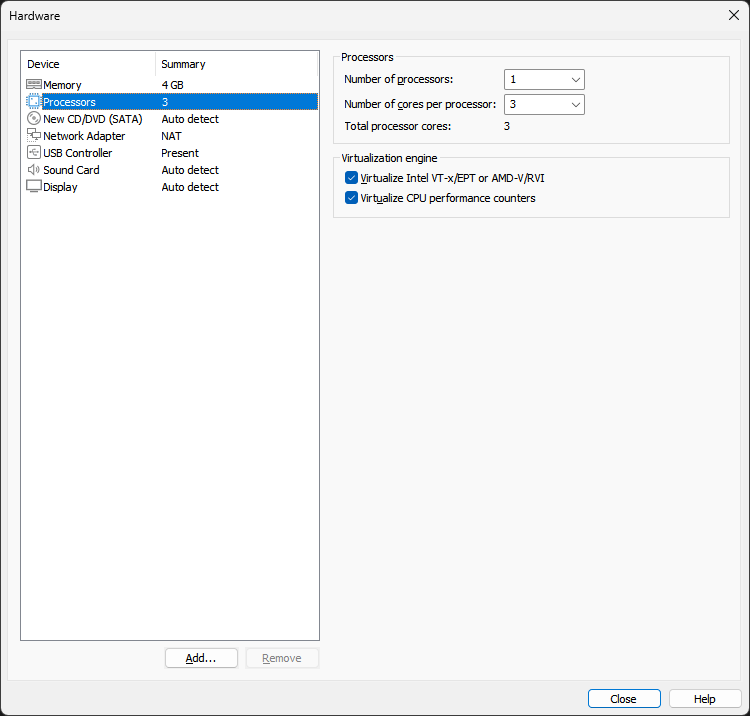 Hardware
Device Summary
Memory 4 GB
Processors 3
New CD/DVD (SATA) Auto detect
Network Adapter NAT
USB Controller Present
Sound Card Auto detect
Display Auto detect
Add... Remove
Processors
Number of processors: 1
Number of cores per processor: 3
Total processor cores: 3
Virtualization engine
Virtualize Intel VT-x/EPT or AMD-V/RVI
Virtualize CPU performance counters
Close Help